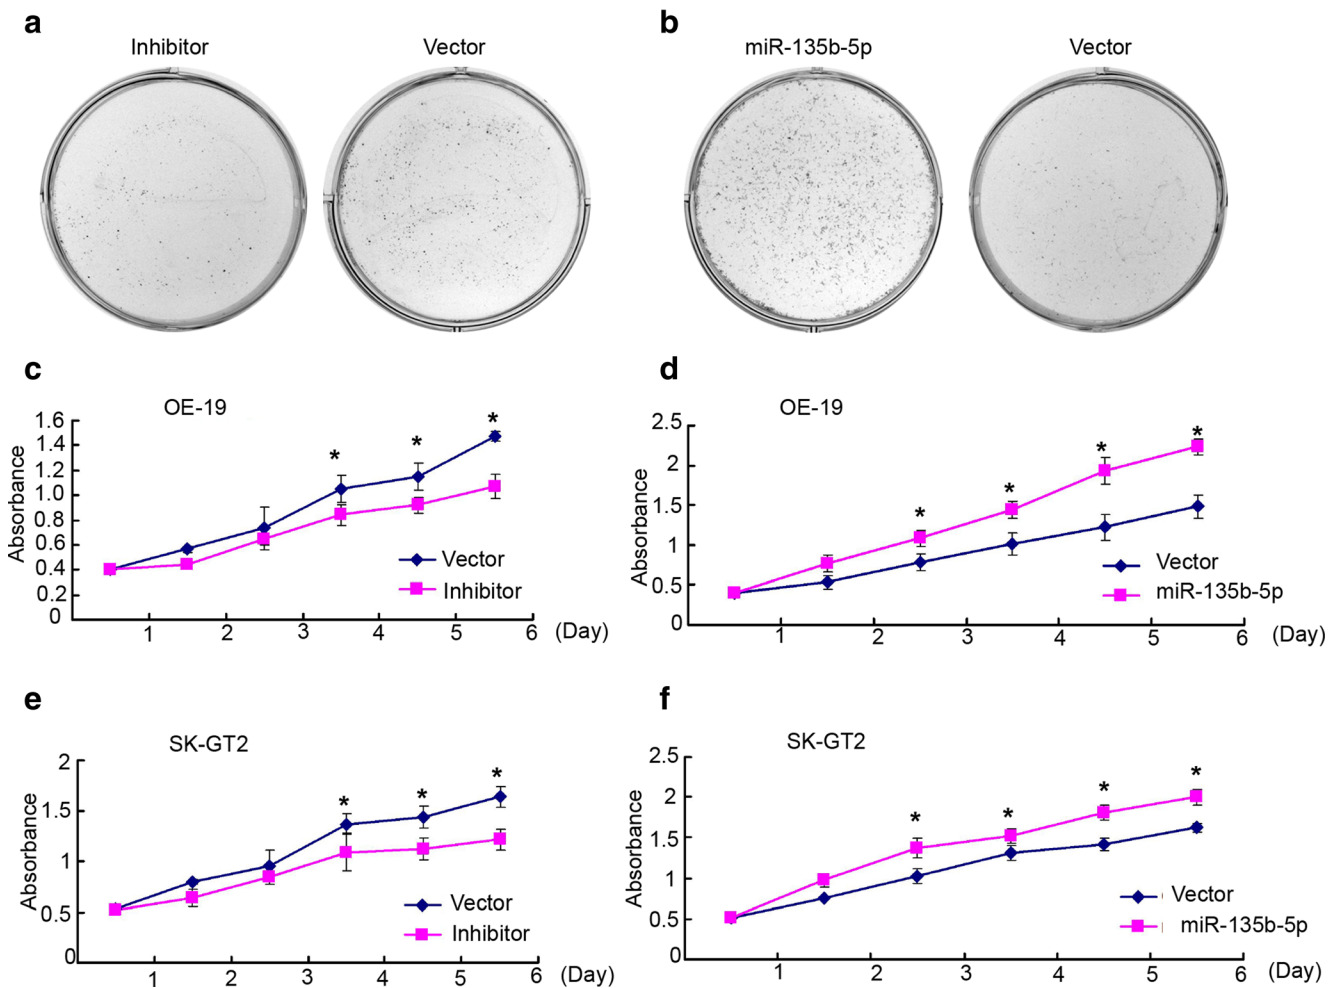 a
b
Inhibitor
Vector
miR-135b-5p
Vector
c
OE-19
Absorbance
1.6
1.4
1.2
1.0
0.8
0.6
0.4
0.2
0
*
*
*
Vector
Inhibitor
1 2 3 4 5 6 (Day)
d
OE-19
Absorbance
2.5
2
1.5
1
0.5
0
*
*
*
*
Vector
miR-135b-5p
1 2 3 4 5 6 (Day)
e
SK-GT2
Absorbance
2
1.5
1
0.5
0
*
*
*
Vector
Inhibitor
1 2 3 4 5 6 (Day)
f
SK-GT2
Absorbance
2.5
2
1.5
1
0.5
0
*
*
*
*
Vector
miR-135b-5p
1 2 3 4 5 6 (Day)